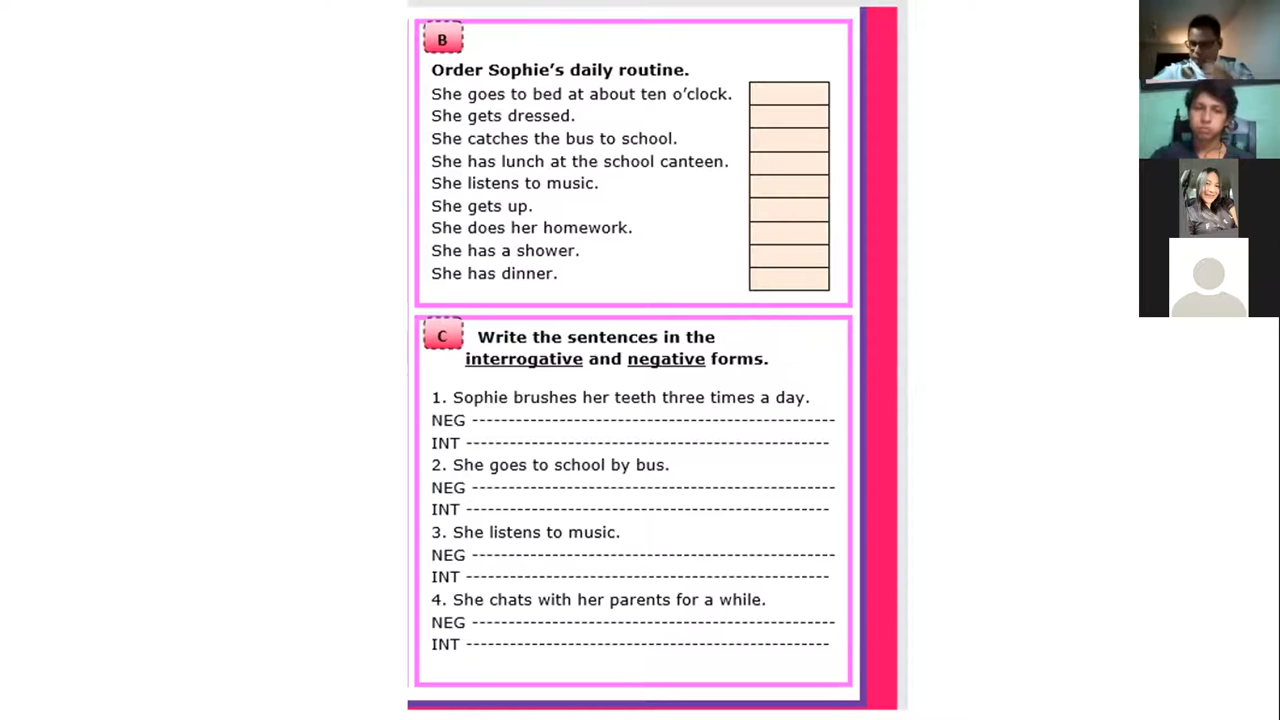 B
Order Sophie's daily routine.
She goes to bed at about ten o'clock.
She gets dressed.
She catches the bus to school.
She has lunch at the school canteen.
She listens to music.
She gets up.
She does her homework.
She has a shower.
She has dinner.
C
Write the sentences in the
interrogative and negative forms.
1. Sophie brushes her teeth three times a day.
NEG --------------------------------------------------
INT --------------------------------------------------
2. She goes to school by bus.
NEG --------------------------------------------------
INT --------------------------------------------------
3. She listens to music.
NEG --------------------------------------------------
INT --------------------------------------------------
4. She chats with her parents for a while.
NEG --------------------------------------------------
INT --------------------------------------------------